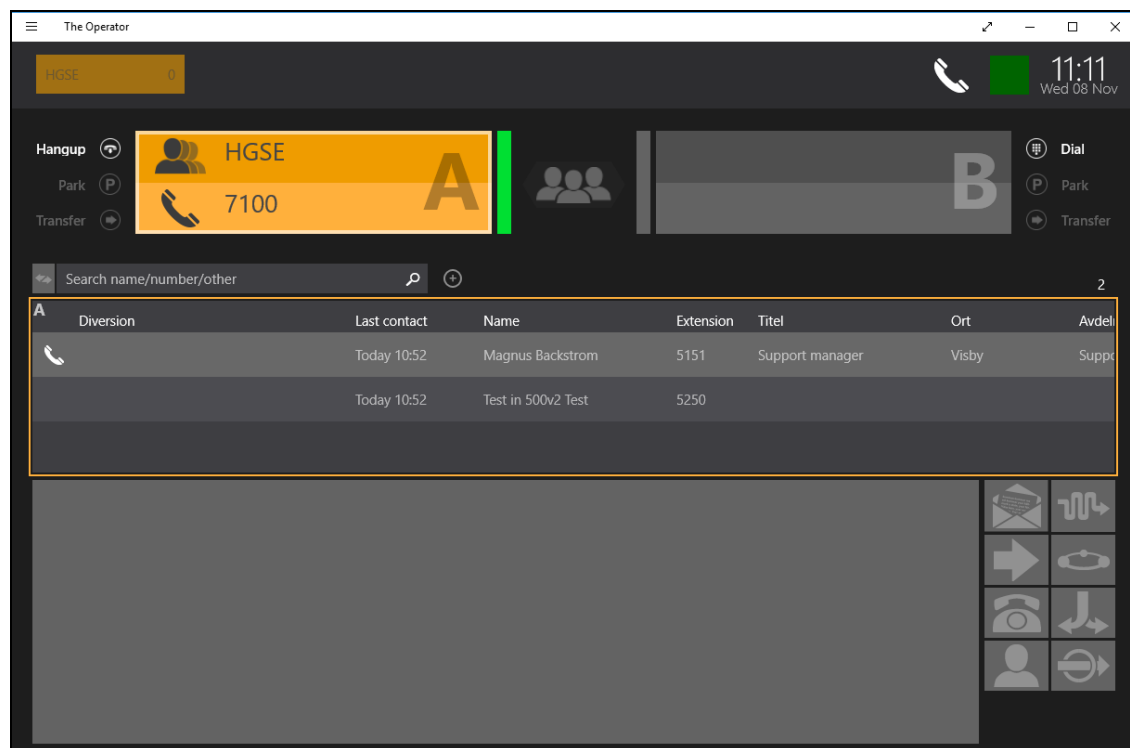 The Operator
HGSE 0
11:11
Wed 08 Nov
Hangup
Park P
Transfer
HGSE
7100
A
B
Dial
P Park
Transfer
Search name/number/other
2
A
Diversion Last contact Name Extension Titel Ort
Today 10:52 Magnus Backstrom 5151 Support manager Visby
Today 10:52 Test in 500v2 Test 5250